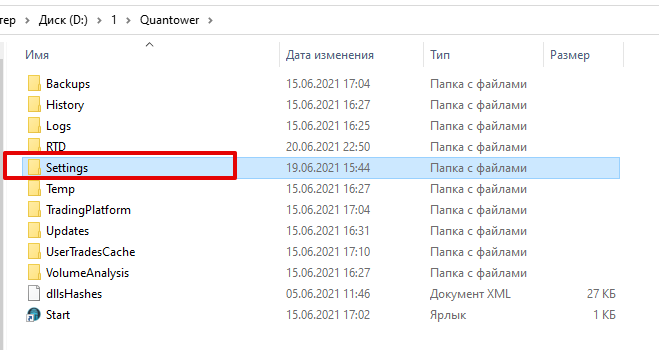 тер > Диск (D:) > 1 > Quantower >
Имя Дата изменения Тип Размер
Backups 15.06.2021 17:04 Папка с файлами
History 15.06.2021 16:27 Папка с файлами
Logs 15.06.2021 16:25 Папка с файлами
RTD 20.06.2021 22:50 Папка с файлами
Settings 19.06.2021 15:44 Папка с файлами
Temp 15.06.2021 16:27 Папка с файлами
TradingPlatform 15.06.2021 17:04 Папка с файлами
Updates 15.06.2021 16:31 Папка с файлами
UserTradesCache 15.06.2021 17:10 Папка с файлами
VolumeAnalysis 15.06.2021 16:27 Папка с файлами
dllsHashes 05.06.2021 11:46 Документ XML 27 КБ
Start 15.06.2021 17:02 Ярлык 1 КБ